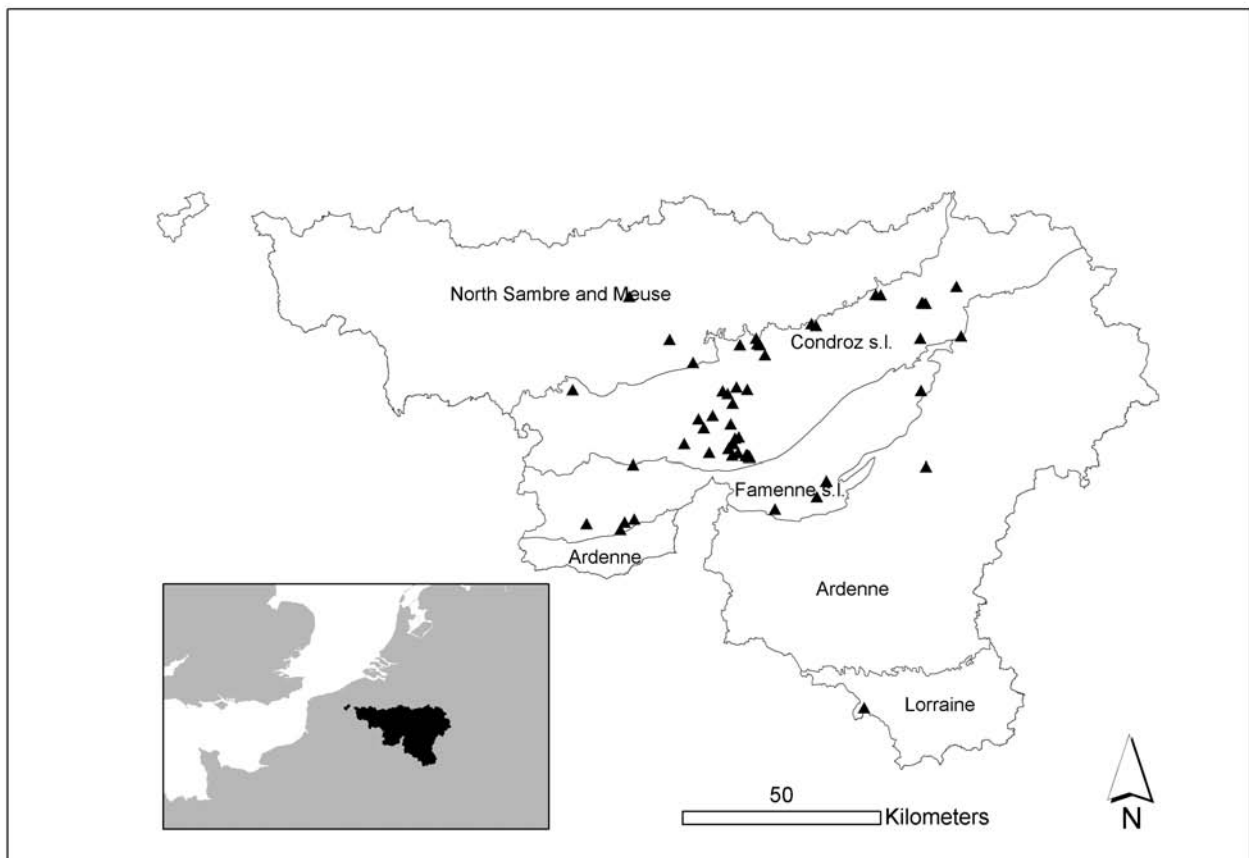 North Sambre and Meuse
Condroz s.l.
Famenne s.l.
Ardenne
Ardenne
Lorraine
50
Kilometers
N